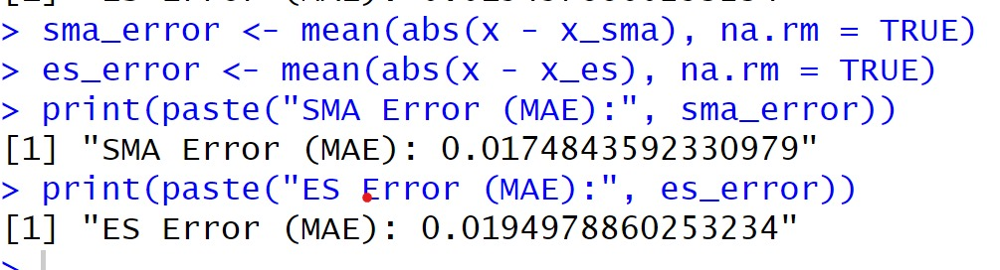 > sma_error <- mean(abs(x - x_sma), na.rm = TRUE)
> es_error <- mean(abs(x - x_es), na.rm = TRUE)
> print(paste("SMA Error (MAE):", sma_error))
[1] "SMA Error (MAE): 0.0174843592330979"
> print(paste("ES Error (MAE):", es_error))
[1] "ES Error (MAE): 0.0194978860253234"
>